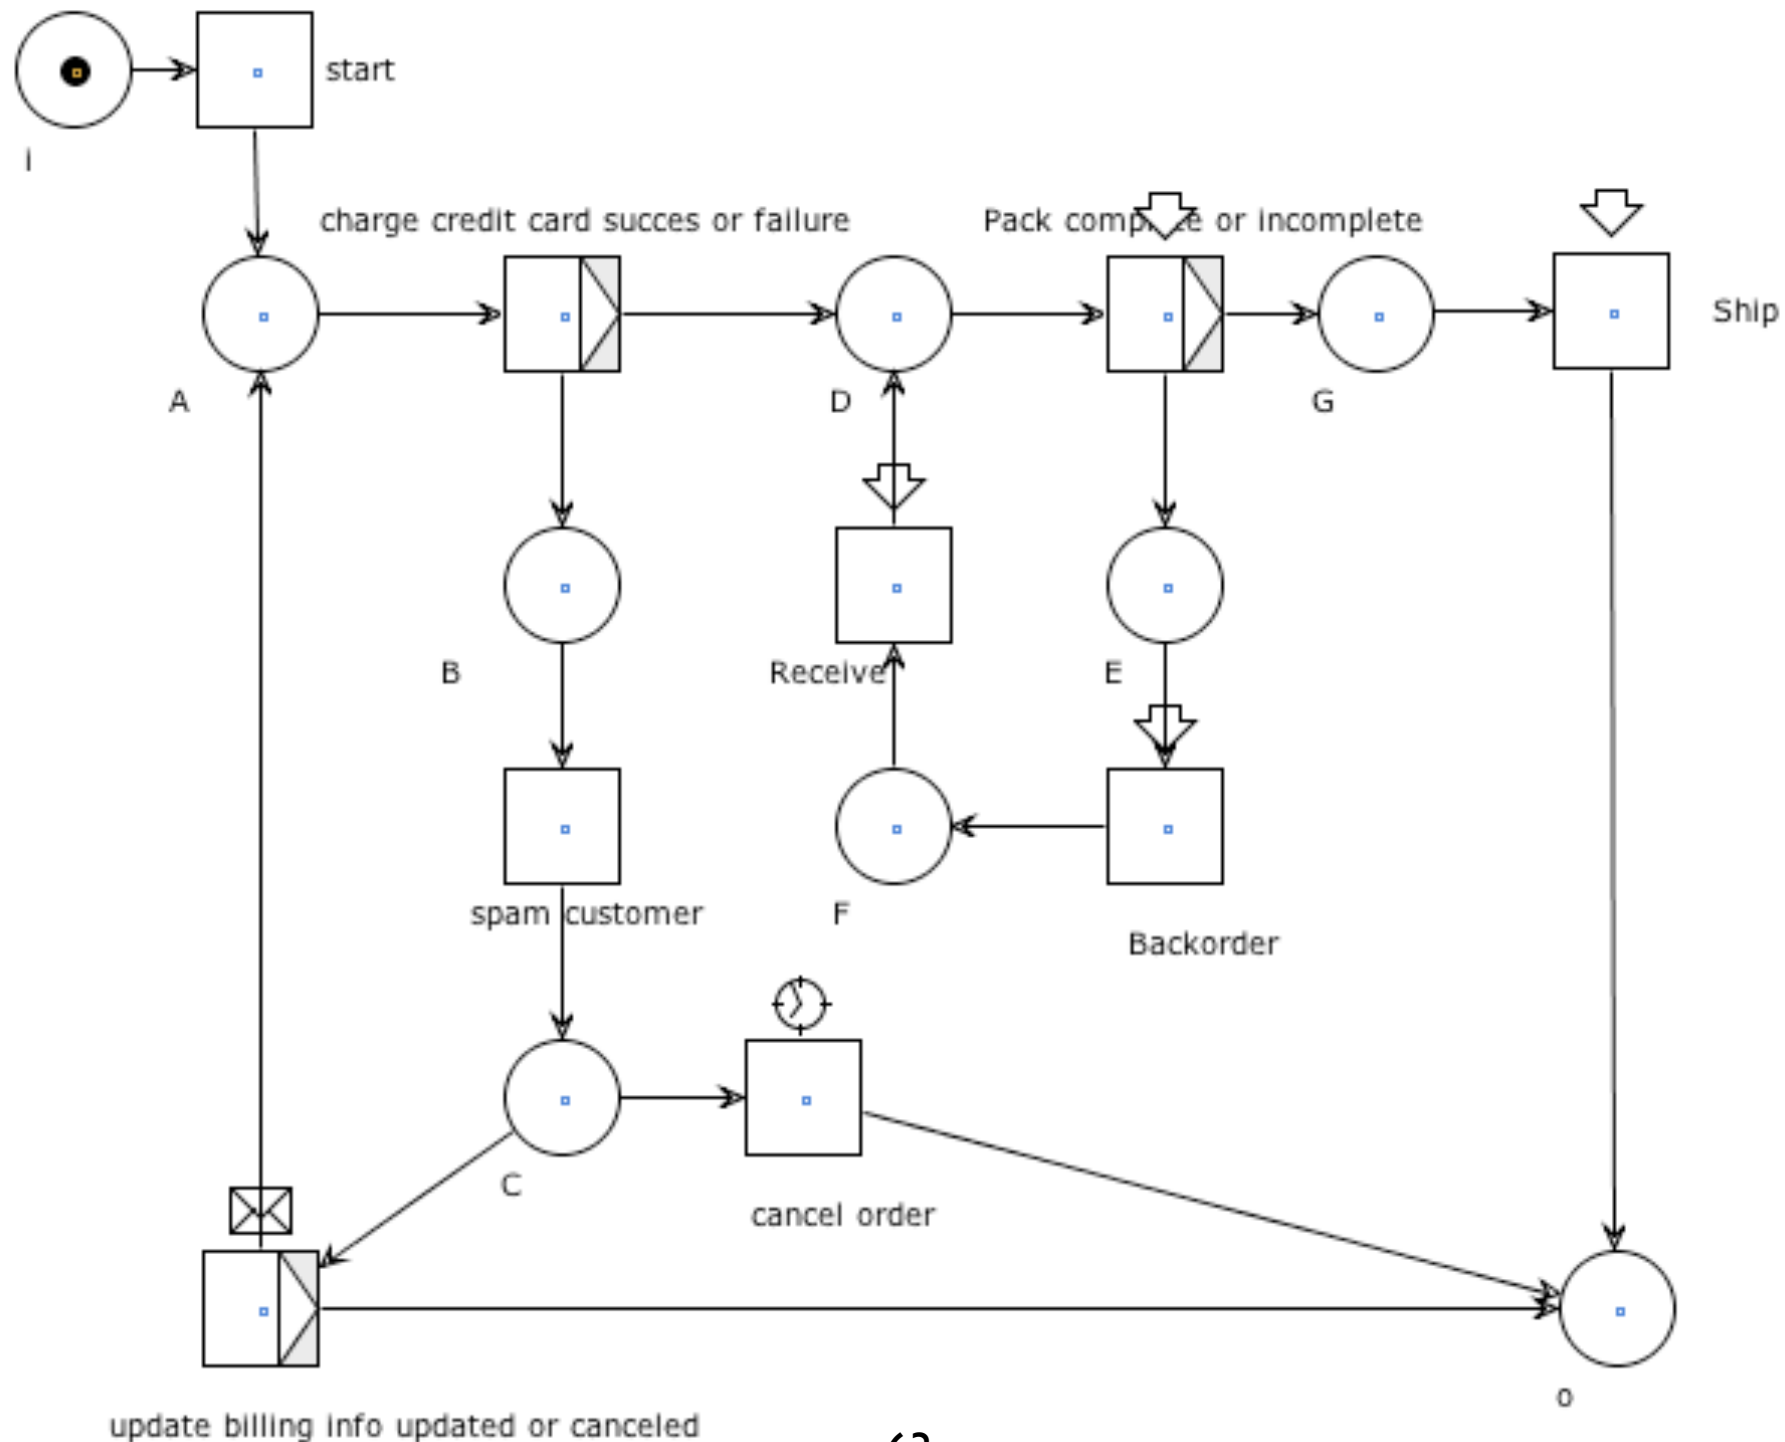 start
i
charge credit card succes or failure
Pack complete or incomplete
Ship
A
D
G
B
Receive
E
spam customer
F
Backorder
C
cancel order
o
update billing info updated or canceled